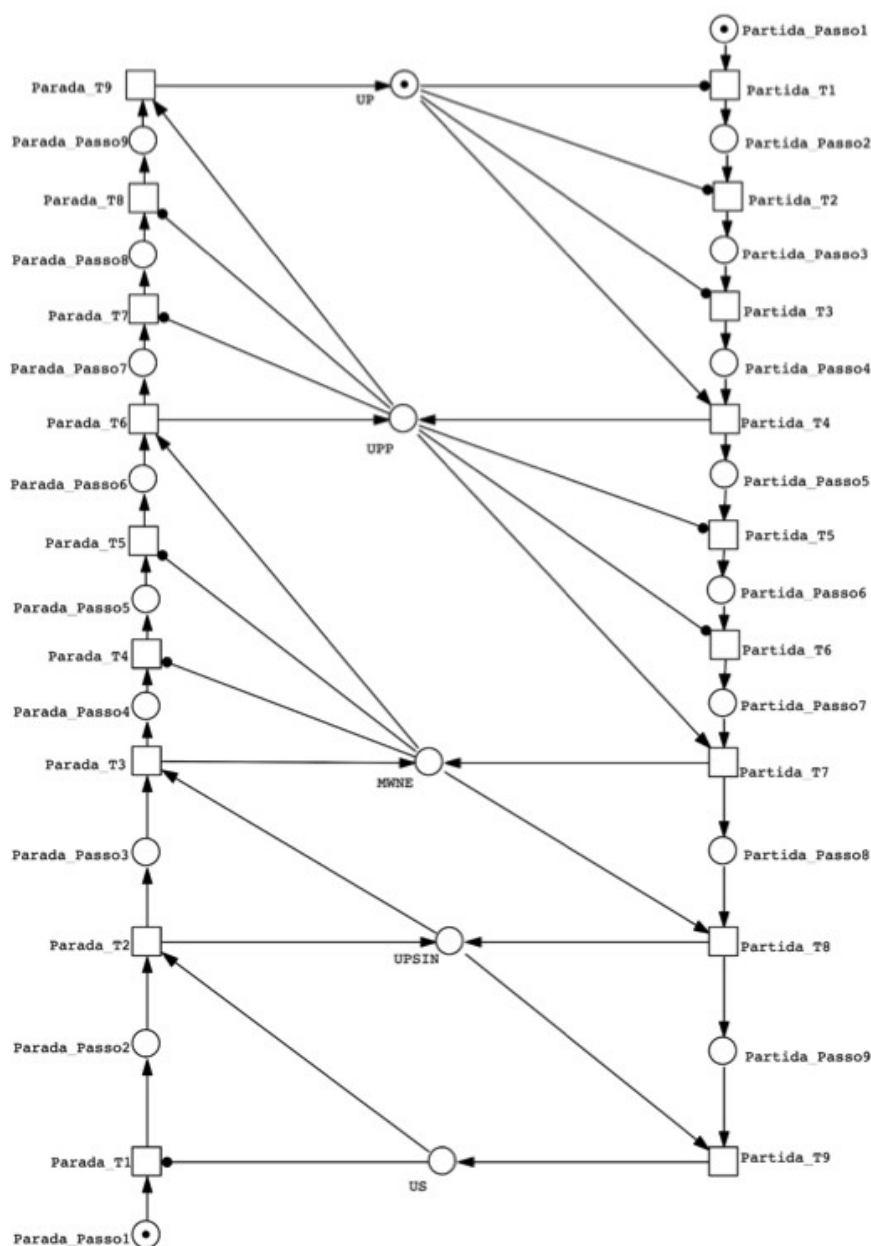 Partida_Passo1
Parada_T9
UP
Partida_T1
Parada_Passo9
Partida_Passo2
Parada_T8
Partida_T2
Parada_Passo8
Partida_Passo3
Parada_T7
Partida_T3
Parada_Passo7
Partida_Passo4
Parada_T6
UPP
Partida_T4
Parada_Passo6
Partida_Passo5
Parada_T5
Partida_T5
Parada_Passo5
Partida_Passo6
Parada_T4
Partida_T6
Parada_Passo4
Partida_Passo7
Parada_T3
MWNE
Partida_T7
Parada_Passo3
Partida_Passo8
Parada_T2
UPSIN
Partida_T8
Parada_Passo2
Partida_Passo9
Parada_T1
US
Partida_T9
Parada_Passo1